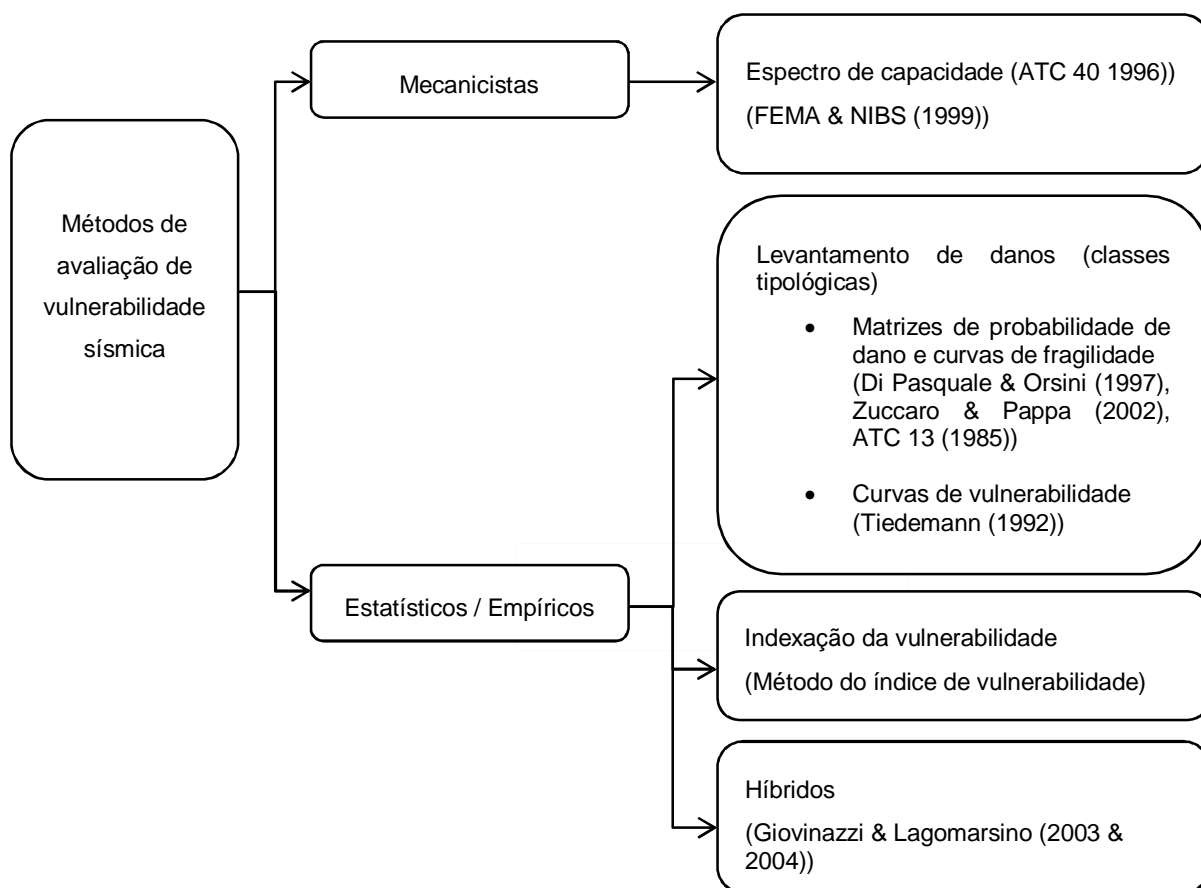 Métodos de
avaliação de
vulnerabilidade
sísmica
Mecanicistas
Espectro de capacidade (ATC 40 1996))
(FEMA & NIBS (1999))
Levantamento de danos (classes
tipológicas)
• Matrizes de probabilidade de
dano e curvas de fragilidade
(Di Pasquale & Orsini (1997),
Zuccaro & Pappa (2002),
ATC 13 (1985))
• Curvas de vulnerabilidade
(Tiedemann (1992))
Estatísticos / Empíricos
Indexação da vulnerabilidade
(Método do índice de vulnerabilidade)
Híbridos
(Giovinazzi & Lagomarsino (2003 &
2004))